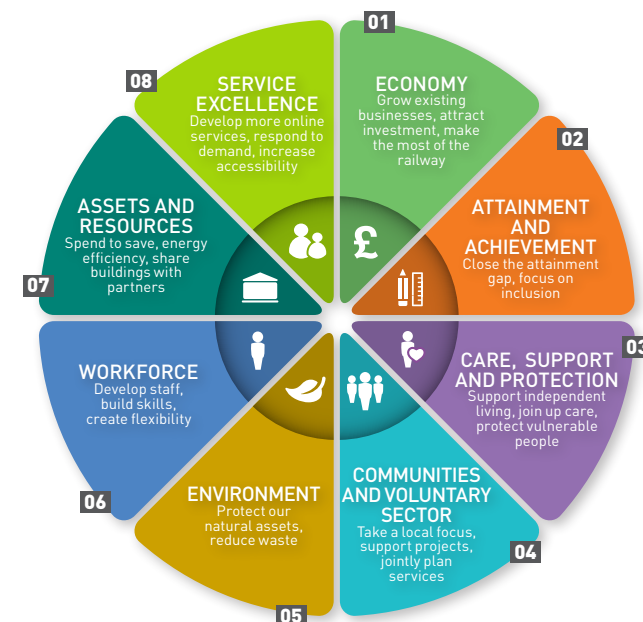 01
ECONOMY
Grow existing
businesses, attract
investment, make
the most of the
railway
£
02
ATTAINMENT
AND
ACHIEVEMENT
Close the attainment
gap, focus on
inclusion
03
CARE, SUPPORT
AND PROTECTION
Support independent
living, join up care,
protect vulnerable
people
04
COMMUNITIES
AND VOLUNTARY
SECTOR
Take a local focus,
support projects,
jointly plan
services
05
ENVIRONMENT
Protect our
natural assets,
reduce waste
06
WORKFORCE
Develop staff,
build skills,
create flexibility
07
ASSETS AND
RESOURCES
Spend to save, energy
efficiency, share
buildings with
partners
08
SERVICE
EXCELLENCE
Develop more online
services, respond to
demand, increase
accessibility